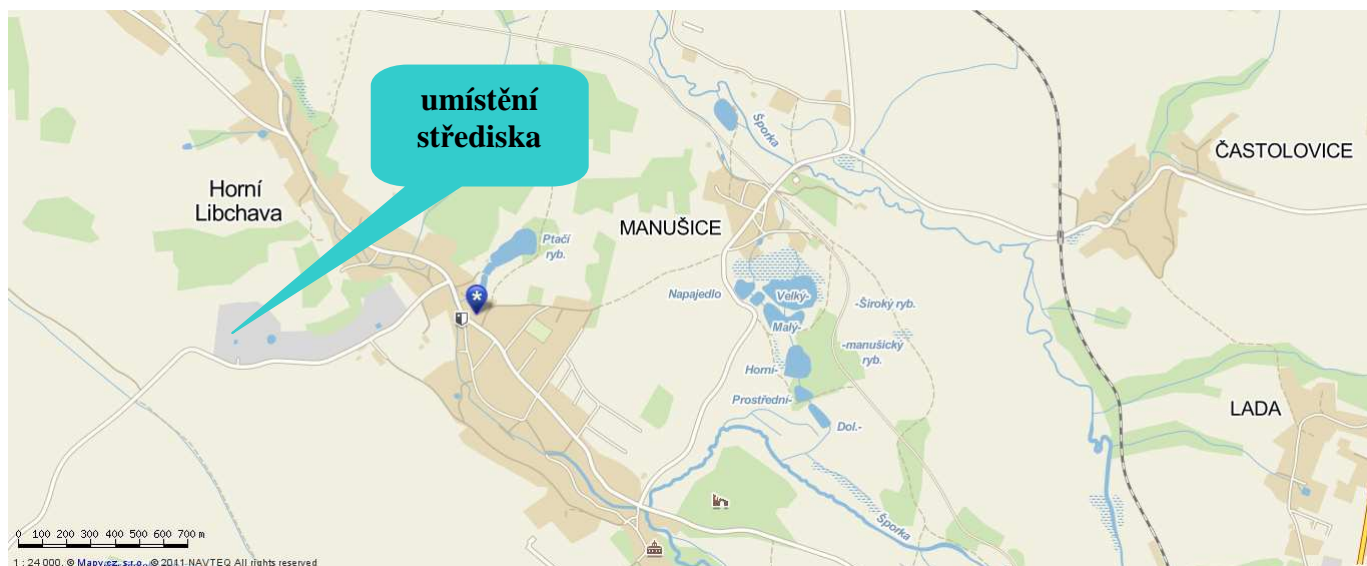 umístění
střediska
Šporka
ČASTOLOVICE
Horní
Libchava
MANUŠICE
Ptačí
ryb.
Napajedlo
Velký-
-Široký ryb.
Malý-
-manušický
ryb.
Horní-
Prostřední-
Dol.-
LADA
Šporka
0 100 200 300 400 500 600 700 m
1 : 24 000, © Mapy.cz, s.r.o., © 2011 NAVTEQ All rights reserved